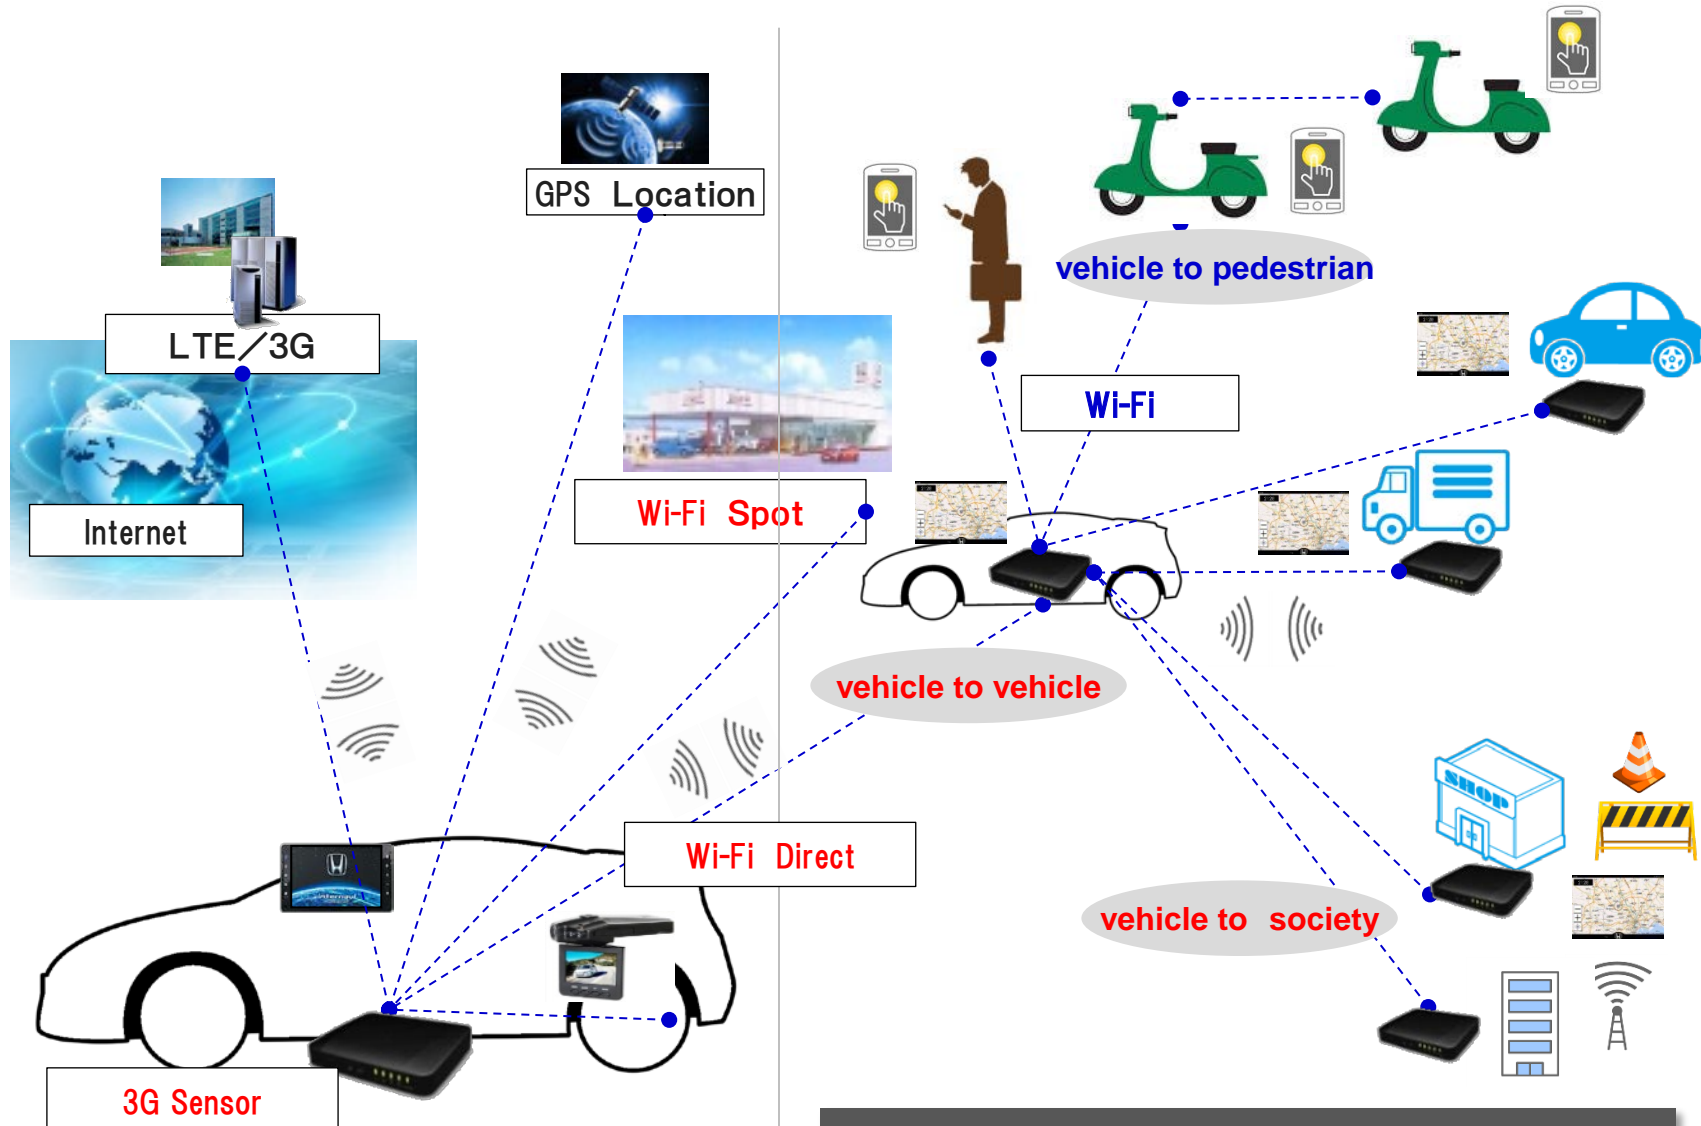 GPS Location
LTE／3G
Internet
Wi-Fi Spot
vehicle to pedestrian
Wi-Fi
vehicle to vehicle
Wi-Fi Direct
SHOP
vehicle to society
3G Sensor